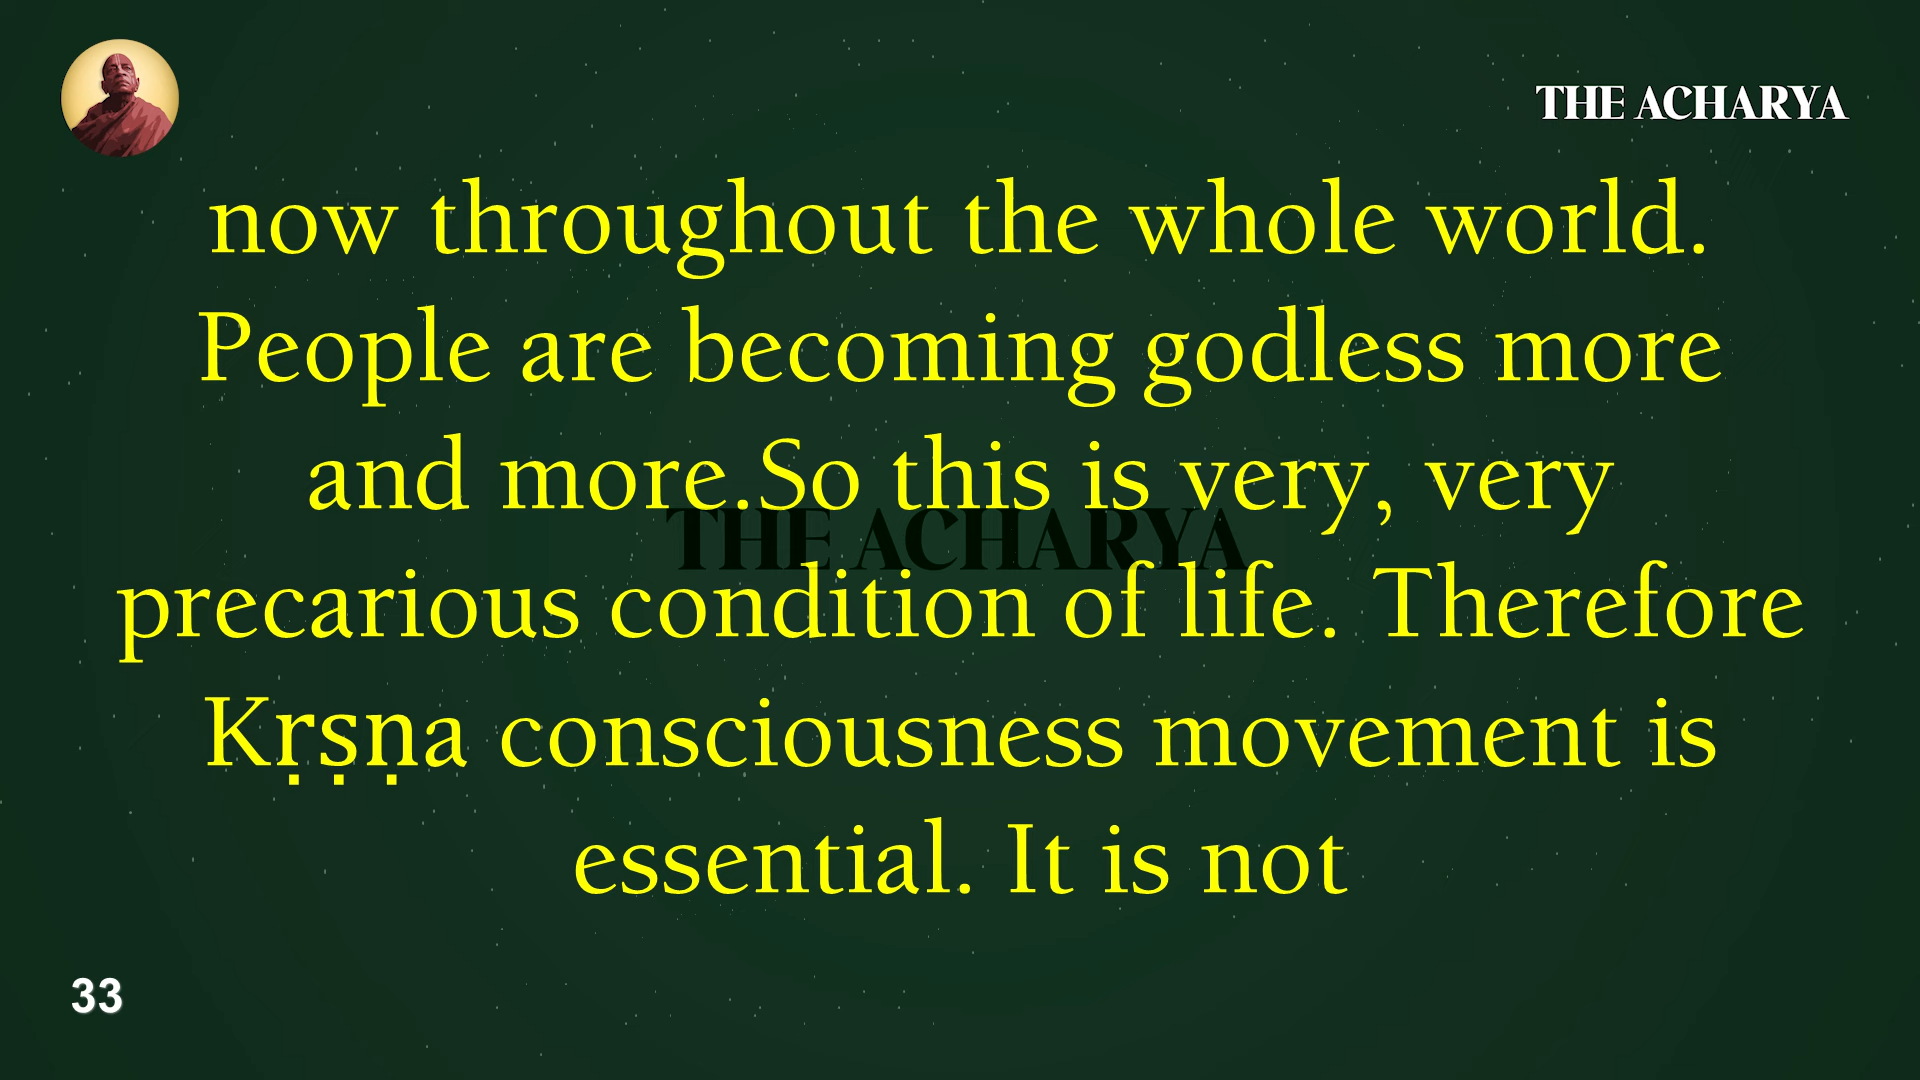 THE ACHARYA
now throughout the whole world.
People are becoming godless more
and more.So this is very, very
THE ACHARYA
precarious condition of life. Therefore
Kṛṣṇa consciousness movement is
essential. It is not
33